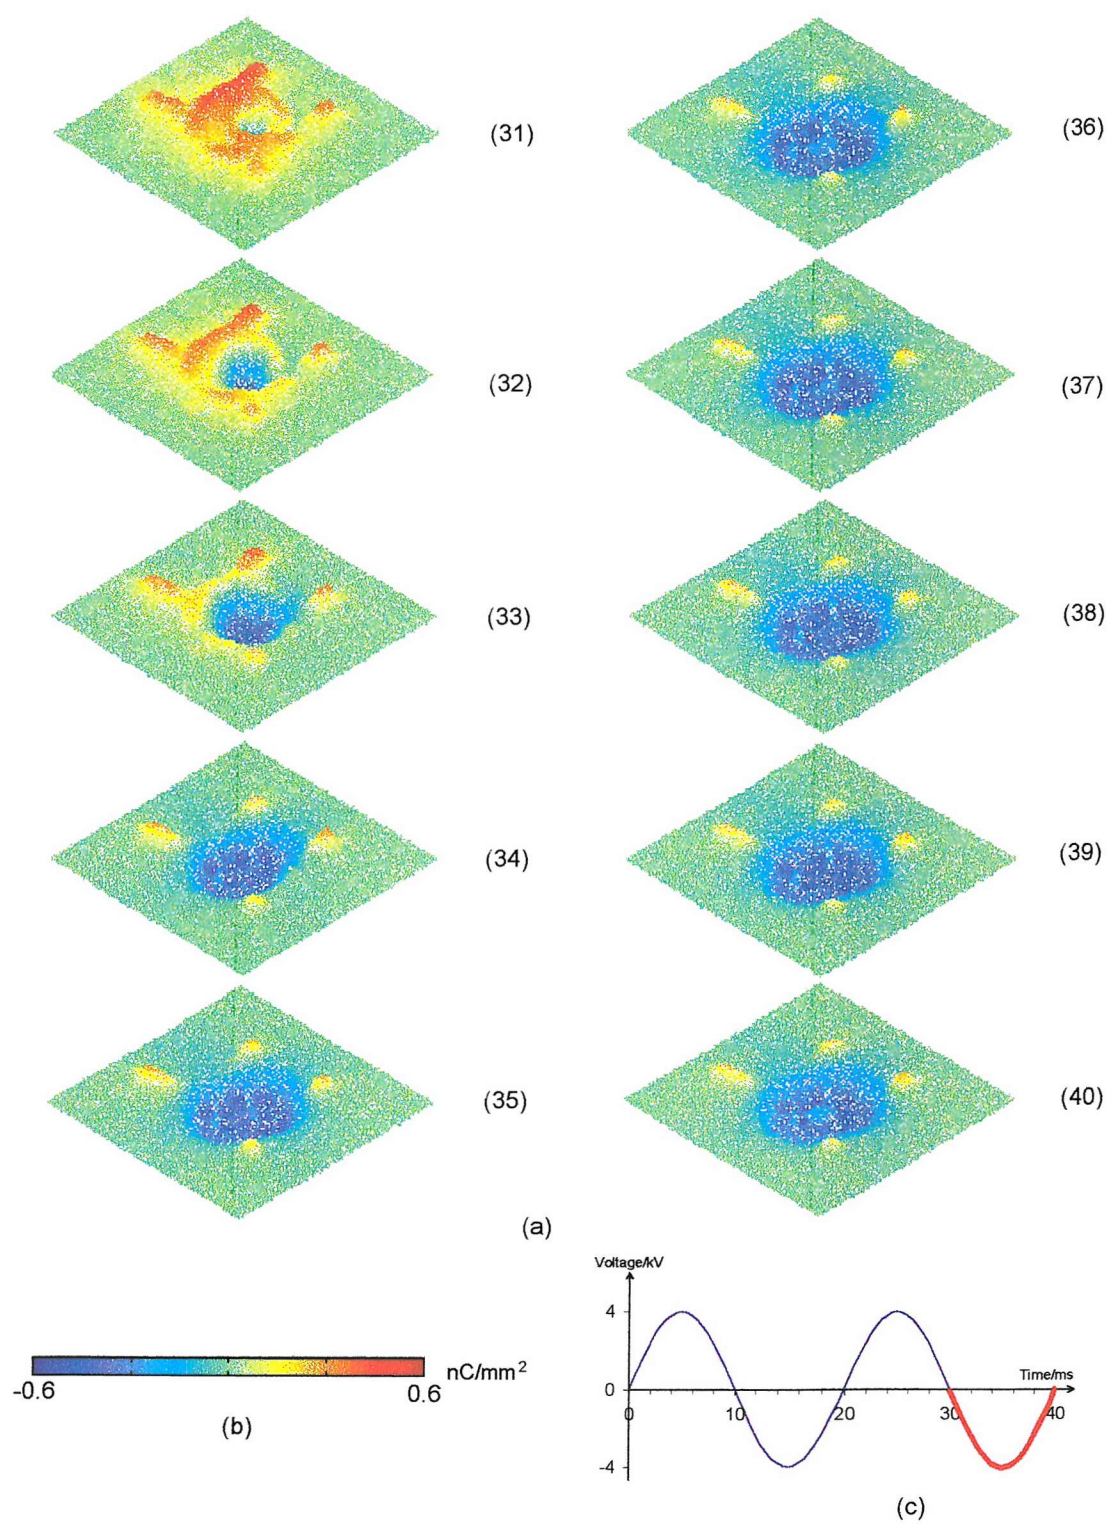 (31)
(36)
(32)
(37)
(33)
(38)
(34)
(39)
(35)
(40)
(a)
Voltage/kV
4
0
-4
0 10 20 30 40
Time/ms
-0.6 0.6 nC/mm²
(b)
(c)